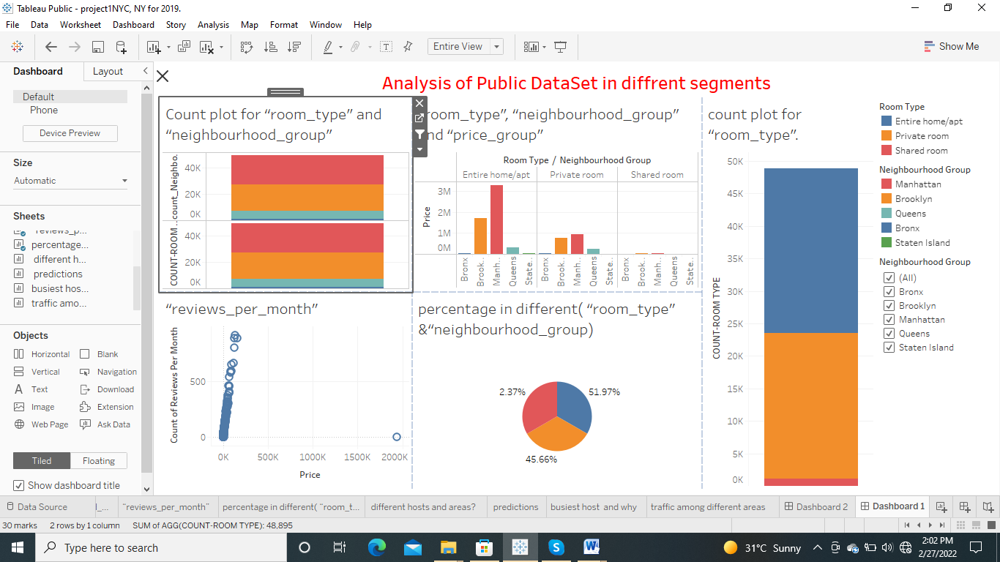 Tableau Public - project1NYC, NY for 2019.
File Data Worksheet Dashboard Story Analysis Map Format Window Help
Entire View
Show Me
Dashboard Layout
Default
Phone
Device Preview
Size
Automatic
Sheets
percentage...
different h...
predictions
busiest hos...
traffic amo...
Objects
Horizontal Blank
Vertical Navigation
Text Download
Image Extension
Web Page Ask Data
Tiled Floating
Show dashboard title
Analysis of Public DataSet in diffrent segments
Count plot for “room_type” and
“neighbourhood_group”
count_Neighbo.
40K
20K
0K
COUNT-ROOM ..
40K
20K
0K
room_type”, “neighbourhood_group”
nd “price_group”
Room Type / Neighbourhood Group
Entire home/apt Private room Shared room
Price
3M
2M
1M
0M
Bronx Brook.. Manh.. Queens State.. Bronx Brook.. Manh.. Queens State.. Bronx Brook.. Manh.. Queens State..
“reviews_per_month”
Count of Reviews Per Month
500
0
0K 500K 1000K 1500K 2000K
Price
percentage in different( “room_type”
&“neighbourhood_group)
2.37% 51.97%
45.66%
count plot for
“room_type”.
COUNT-ROOM TYPE
50K
45K
40K
35K
30K
25K
20K
15K
10K
5K
0K
Room Type
Entire home/apt
Private room
Shared room
Neighbourhood Group
Manhattan
Brooklyn
Queens
Bronx
Staten Island
Neighbourhood Group
(All)
Bronx
Brooklyn
Manhattan
Queens
Staten Island
Data Source “reviews_per_month” percentage in different( “room_t... different hosts and areas? predictions busiest host and why traffic among different areas Dashboard 2 Dashboard 1
30 marks 2 rows by 1 column SUM of AGG(COUNT-ROOM TYPE): 48,895
Type here to search
31°C Sunny
2:02 PM
2/27/2022